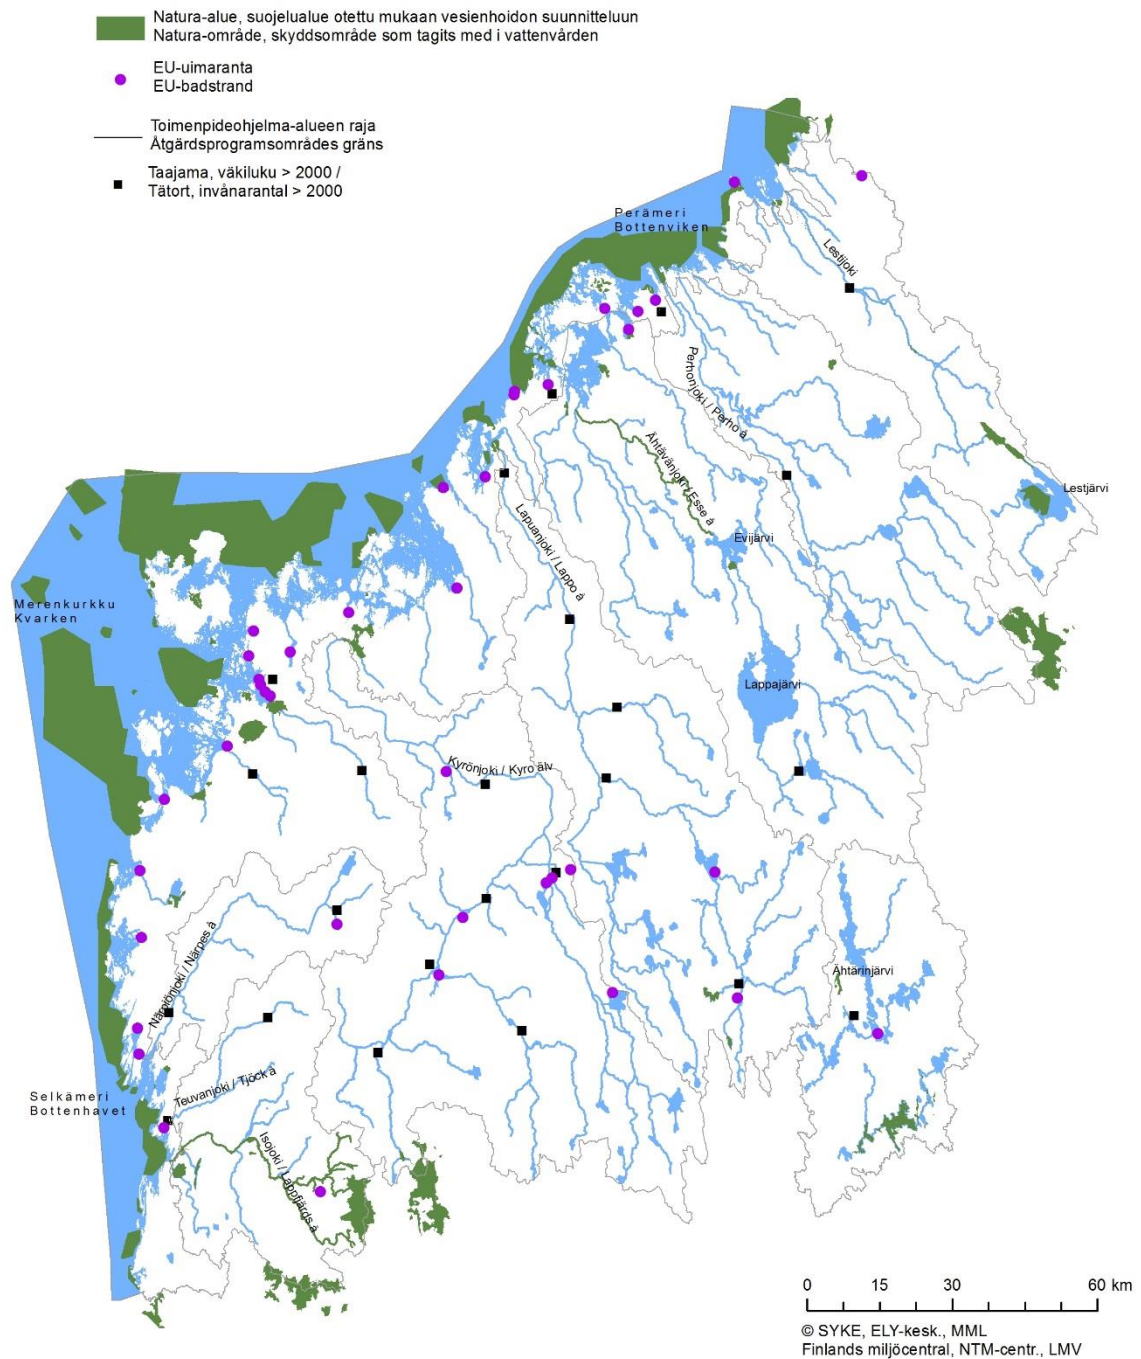 Natura-alue, suojelualue otettu mukaan vesienhoidon suunnitteluun
Natura-område, skyddsområde som tagits med i vattenvården
EU-uimaranta
EU-badstrand
Toimenpideohjelma-alueen raja
Åtgärdsprogramsområdes gräns
Taajama, väkiluku > 2000 /
Tätort, invånarantal > 2000
Perämeri
Bottenviken
Lestijoki
Perhonjoki / Perho å
Ähtävänjoki / Esse å
Lestjärvi
Lapuanjoki / Lappo å
Evijärvi
Merenkurkku
Kvarken
Lappajärvi
Kyrönjoki / Kyro älv
Närpiönjoki / Närpes å
Ähtärinjärvi
Teuvanjoki / Tjöck å
Selkämeri
Bottenhavet
Isojoki / Lappfjärds å
0 15 30 60 km
© SYKE, ELY-kesk., MML
Finlands miljöcentral, NTM-centr., LMV